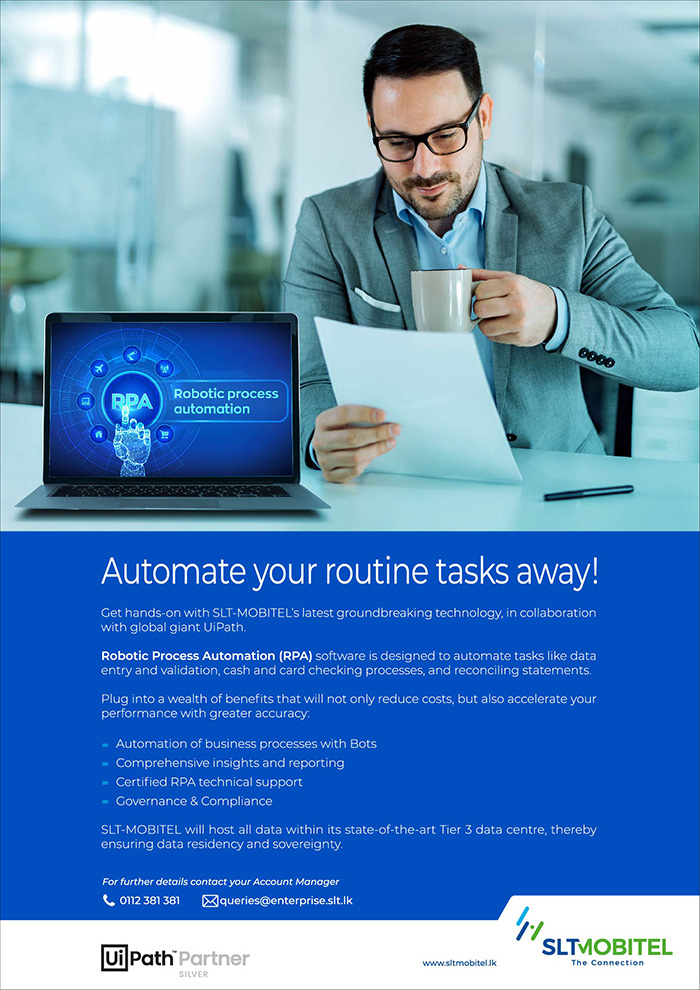 RPA
Robotic process
automation
Automate your routine tasks away!
Get hands-on with SLT-MOBITEL's latest groundbreaking technology, in collaboration
with global giant UiPath.
Robotic Process Automation (RPA) software is designed to automate tasks like data
entry and validation, cash and card checking processes, and reconciling statements.
Plug into a wealth of benefits that will not only reduce costs, but also accelerate your
performance with greater accuracy:
Automation of business processes with Bots
Comprehensive insights and reporting
Certified RPA technical support
Governance & Compliance
SLT-MOBITEL will host all data within its state-of-the-art Tier 3 data centre, thereby
ensuring data residency and sovereignty.
For further details contact your Account Manager
0112 381 381 queries@enterprise.slt.lk
UiPath™ Partner
SILVER
www.sltmobitel.lk
SLTMOBITEL
The Connection